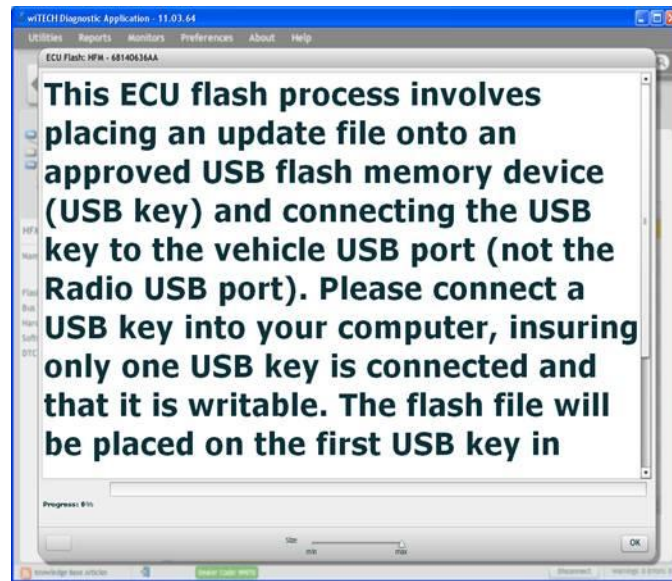 wiTECH Diagnostic Application - 11.03.64
Utilities Reports Monitors Preferences About Help
ECU Flash: HFM - 68140636AA
This ECU flash process involves
placing an update file onto an
approved USB flash memory device
(USB key) and connecting the USB
key to the vehicle USB port (not the
Radio USB port). Please connect a
USB key into your computer, insuring
only one USB key is connected and
that it is writable. The flash file will
be placed on the first USB key in
Progress: 0%
Size
min max
OK
Knowledge Base Articles
Disconnect